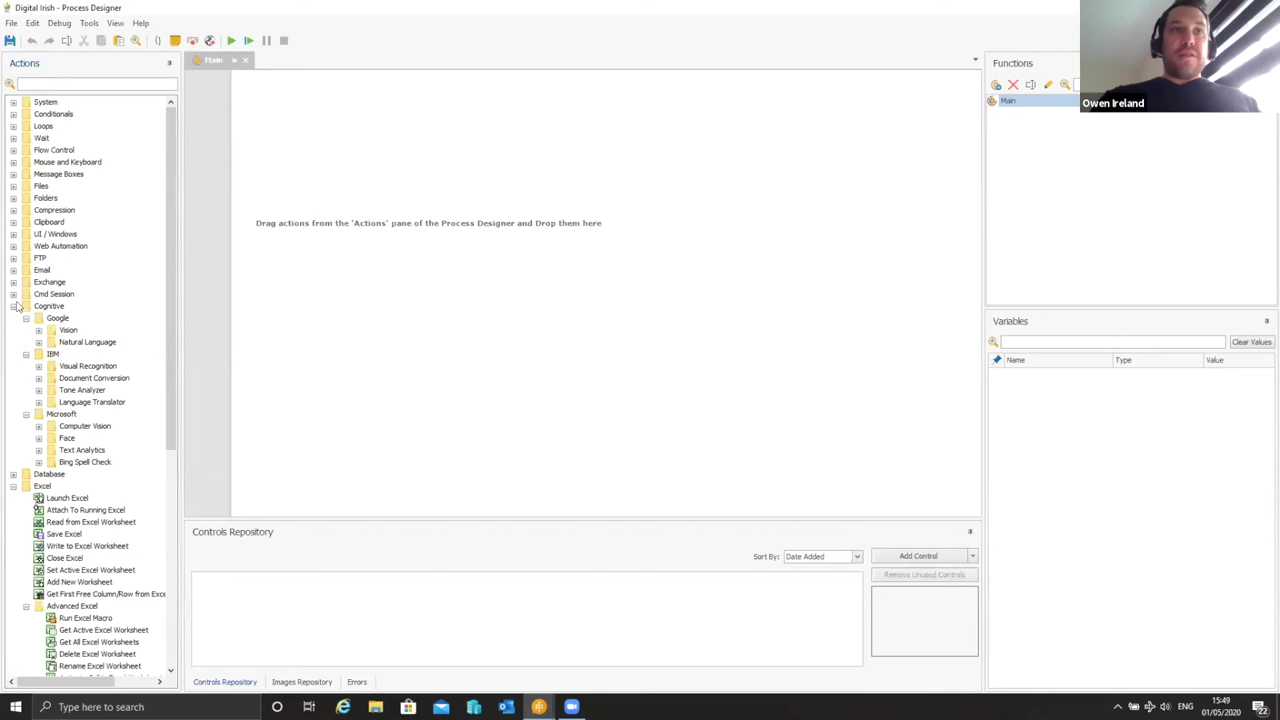 Digital Irish - Process Designer
File Edit Debug Tools View Help
Actions
Main
Functions
Main
Owen Ireland
System
Conditionals
Loops
Wait
Flow Control
Mouse and Keyboard
Message Boxes
Files
Folders
Compression
Clipboard
UI / Windows
Web Automation
FTP
Email
Exchange
Cmd Session
Cognitive
Google
Vision
Natural Language
IBM
Visual Recognition
Document Conversion
Tone Analyzer
Language Translator
Microsoft
Computer Vision
Face
Text Analytics
Bing Spell Check
Database
Excel
Launch Excel
Attach To Running Excel
Read from Excel Worksheet
Save Excel
Write to Excel Worksheet
Close Excel
Set Active Excel Worksheet
Add New Worksheet
Get First Free Column/Row from Exce
Advanced Excel
Run Excel Macro
Get Active Excel Worksheet
Get All Excel Worksheets
Delete Excel Worksheet
Rename Excel Worksheet
Drag actions from the 'Actions' pane of the Process Designer and Drop them here
Variables
Clear Values
Name Type Value
Controls Repository
Sort By: Date Added Add Control
Remove Unused Controls
Controls Repository Images Repository Errors
Type here to search
ENG
15:49
01/05/2020
22